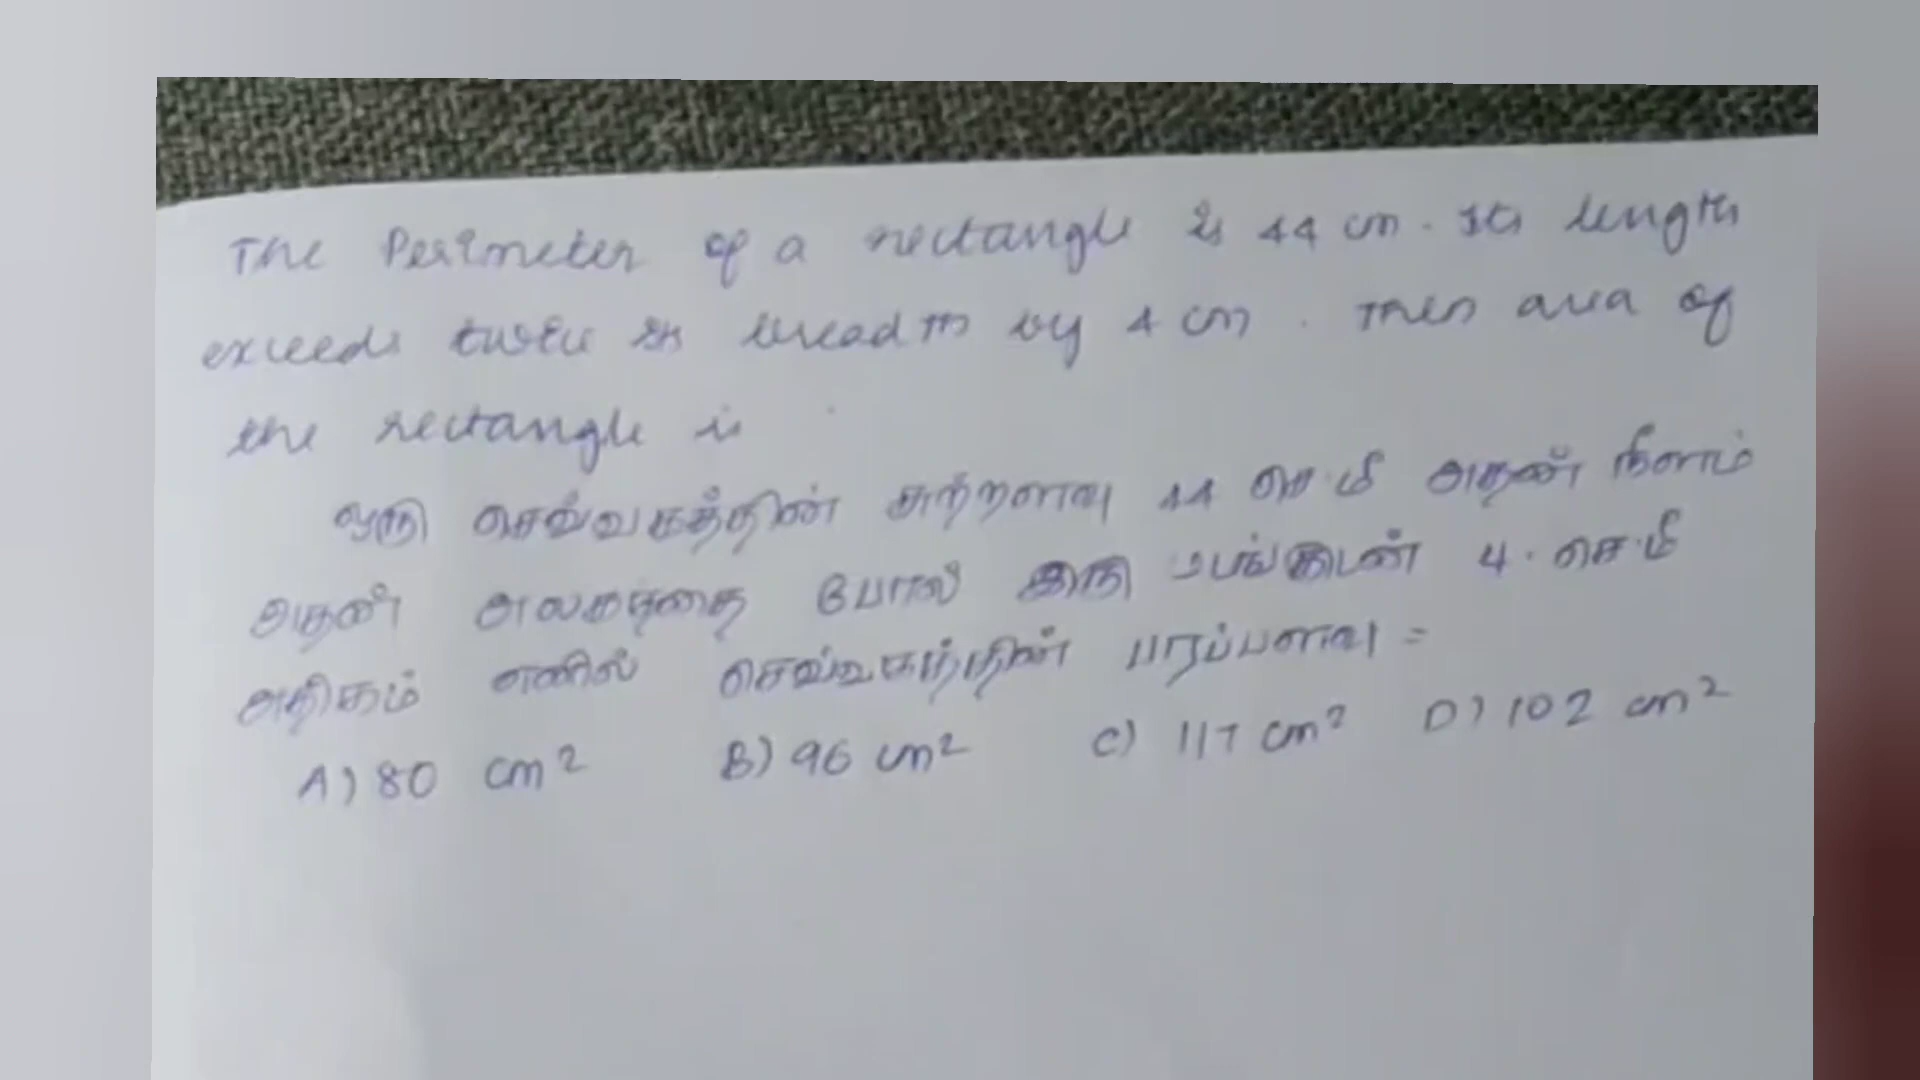 The Perimeter of a rectangle is 44 cm. Its length
exceeds twice its breadth by 4 cm. Then area of
the rectangle is
ஒரு செவ்வகத்தின் சுற்றளவு 44 செ.மீ அதன் நீளம்
அதன் அகலத்தை போல் இரு மடங்குடன் 4. செ.மீ
அதிகம் எனில் செவ்வகத்தின் பரப்பளவு =
A) 80 cm² B) 96 cm² C) 117 cm² D) 102 cm²